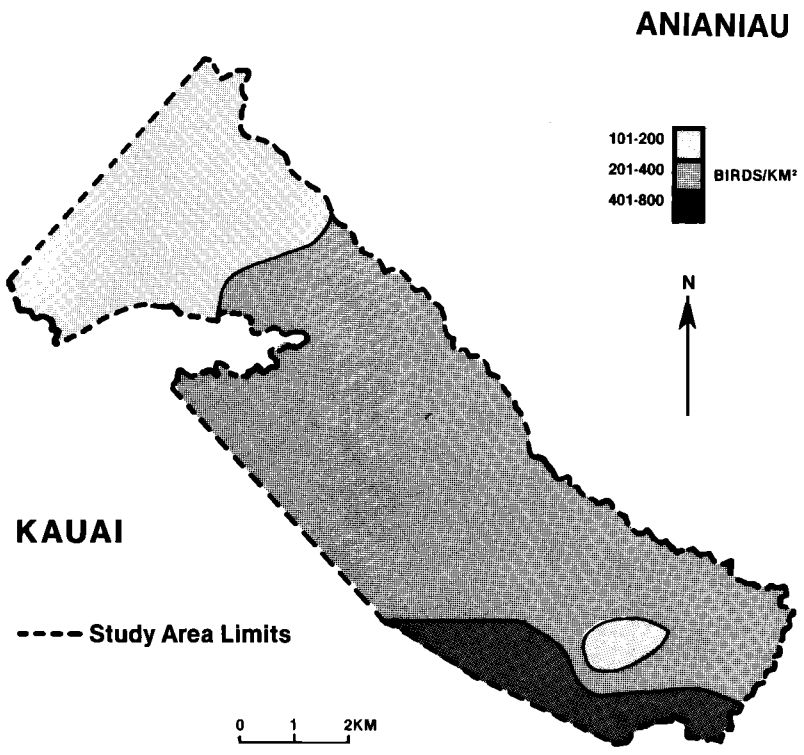 ANIANIAU
101-200
201-400 BIRDS/KM²
401-800
N
KAUAI
Study Area Limits
0 1 2KM